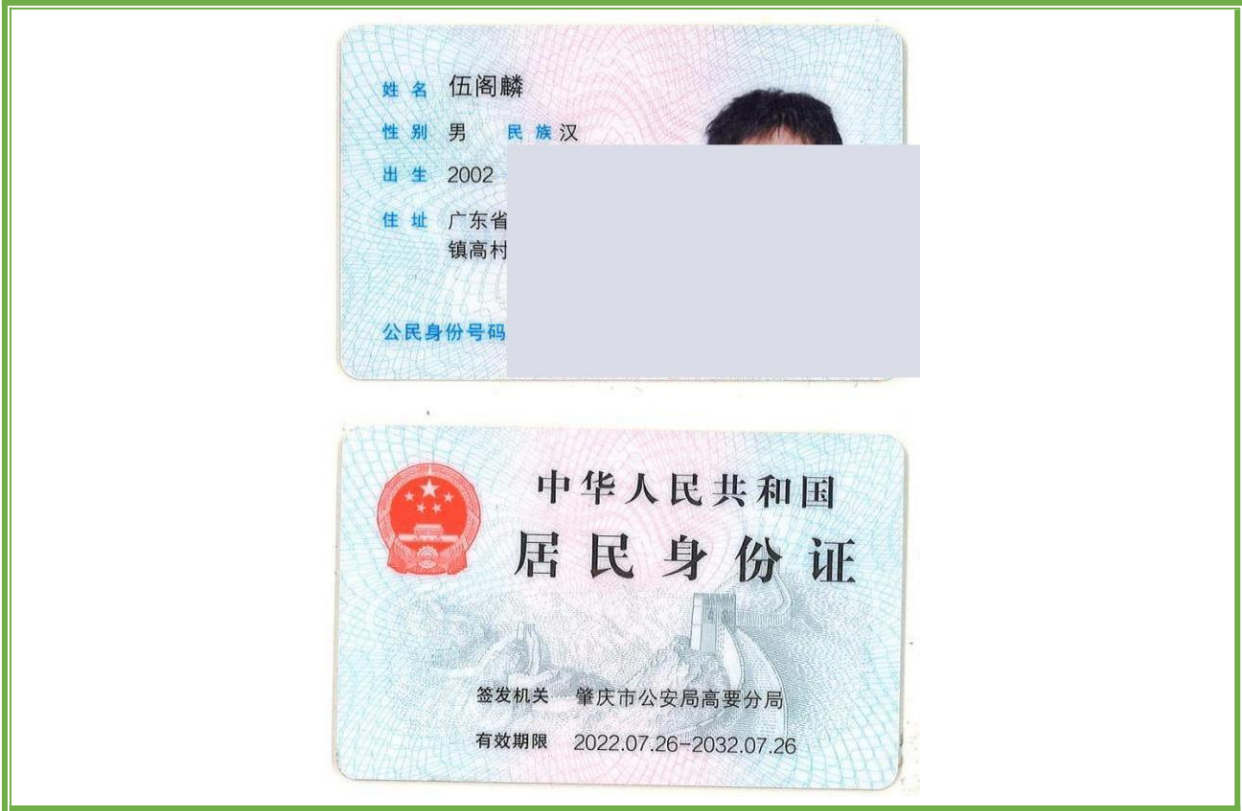 姓名 伍阁麟
性别 男 民族 汉
出生 2002
住址 广东省
镇高村
公民身份号码
中华人民共和国
居民身份证
签发机关 肇庆市公安局高要分局
有效期限 2022.07.26-2032.07.26